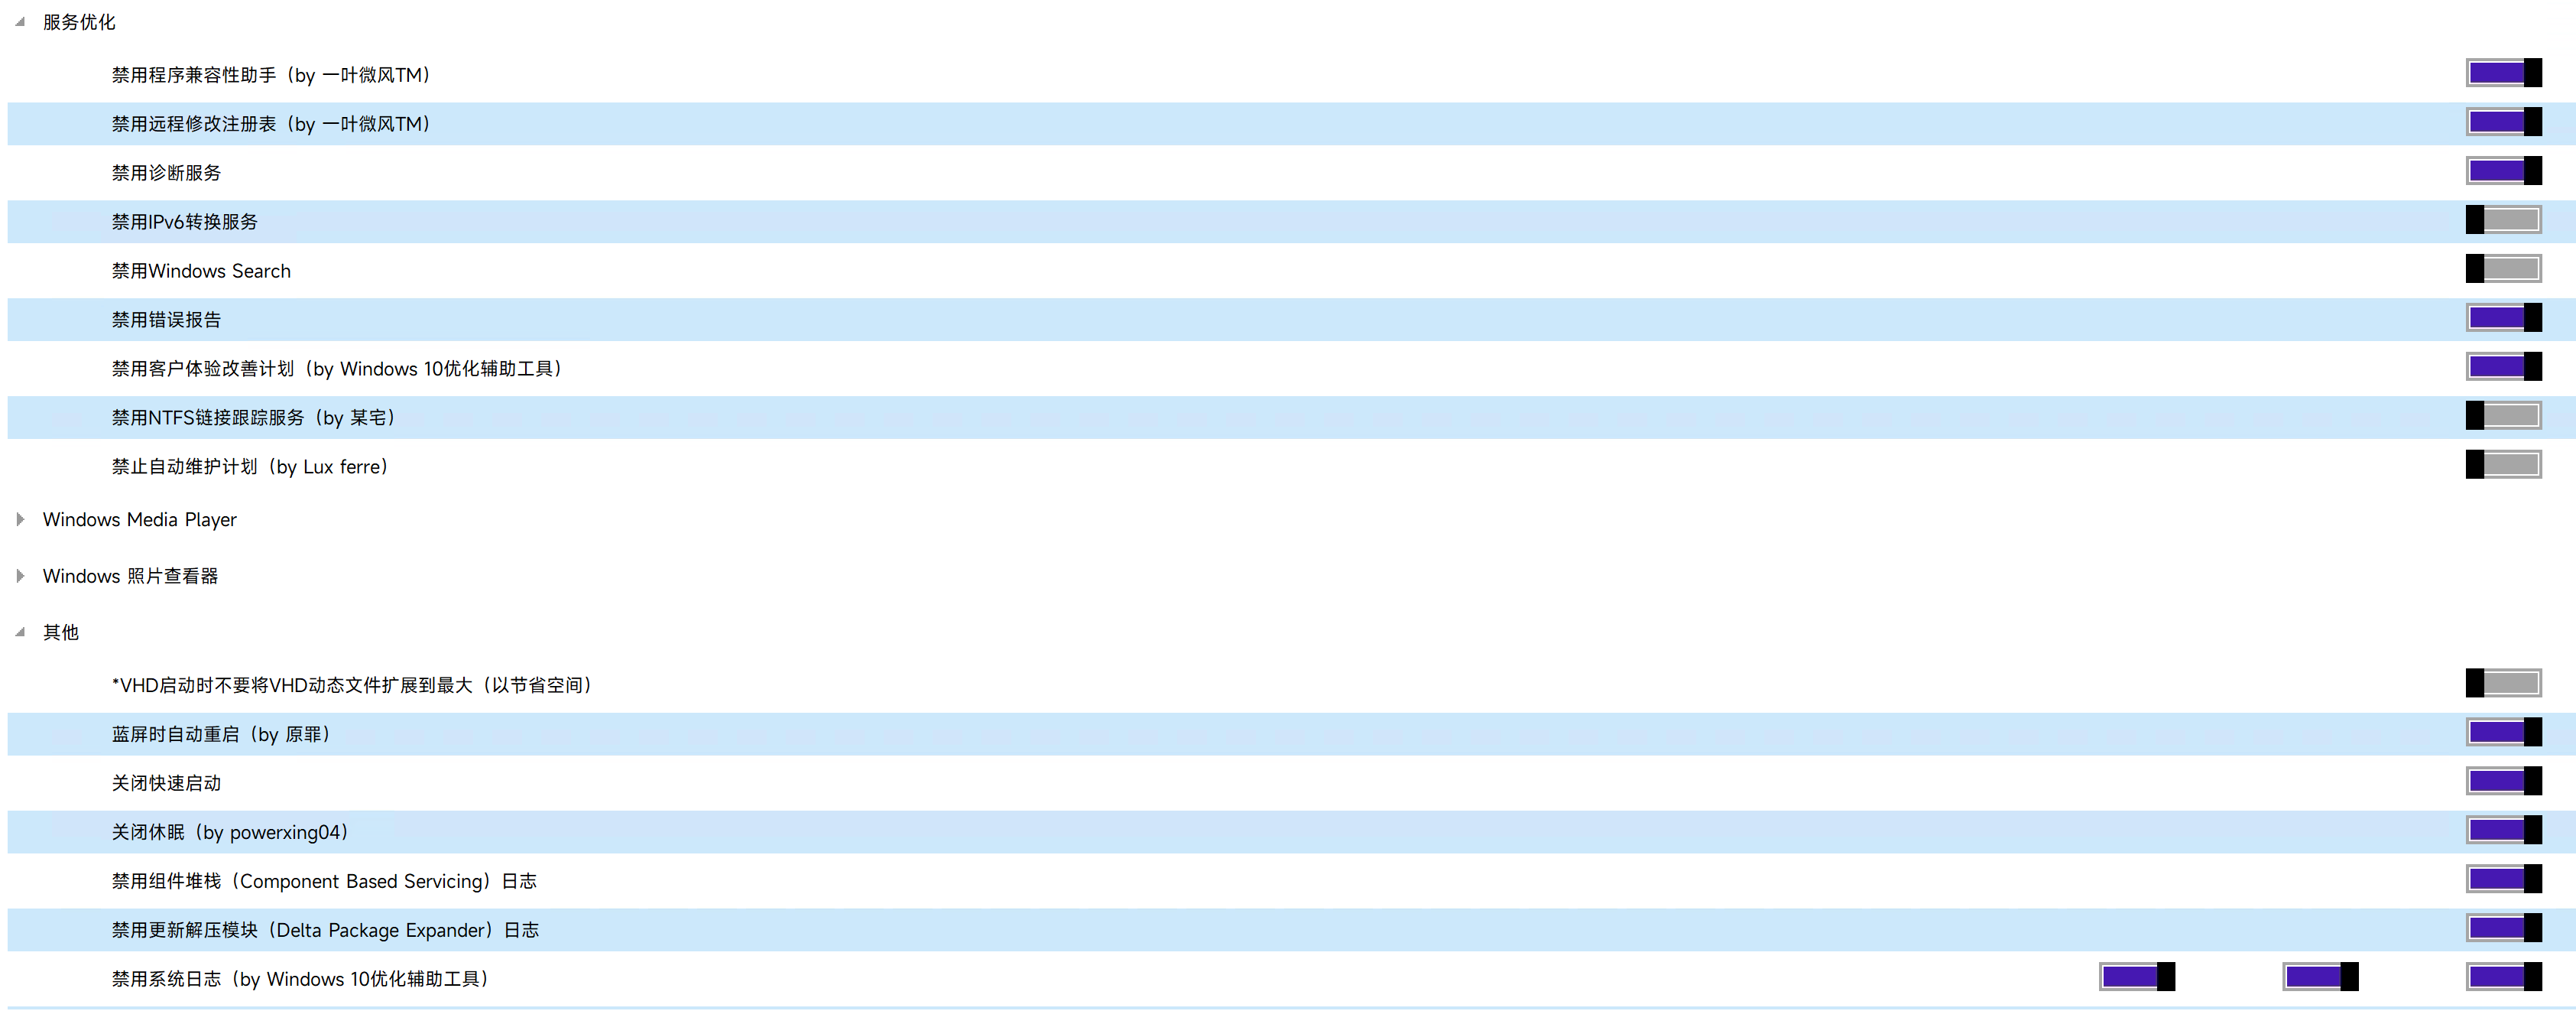 服务优化
禁用程序兼容性助手（by 一叶微风TM）
禁用远程修改注册表（by 一叶微风TM）
禁用诊断服务
禁用IPv6转换服务
禁用Windows Search
禁用错误报告
禁用客户体验改善计划（by Windows 10优化辅助工具）
禁用NTFS链接跟踪服务（by 某宅）
禁止自动维护计划（by Lux ferre）
Windows Media Player
Windows 照片查看器
其他
*VHD启动时不要将VHD动态文件扩展到最大（以节省空间）
蓝屏时自动重启（by 原罪）
关闭快速启动
关闭休眠（by powerxing04）
禁用组件堆栈（Component Based Servicing）日志
禁用更新解压模块（Delta Package Expander）日志
禁用系统日志（by Windows 10优化辅助工具）